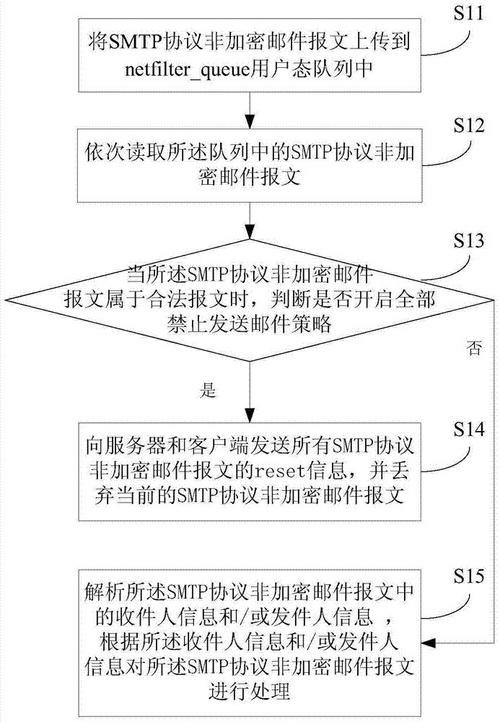 S11
将SMTP协议非加密邮件报文上传到
netfilter_queue用户态队列中
S12
依次读取所述队列中的SMTP协议非加
密邮件报文
S13
当所述SMTP协议非加密邮件
报文属于合法报文时，判断是否开启全部
禁止发送邮件策略
否
是
S14
向服务器和客户端发送所有SMTP协议
非加密邮件报文的reset信息，并丢
弃当前的SMTP协议非加密邮件报文
S15
解析所述SMTP协议非加密邮件报文中
的收件人信息和/或发件人信息 ，
根据所述收件人信息和/或发件人
信息对所述SMTP协议非加密邮件报文
进行处理